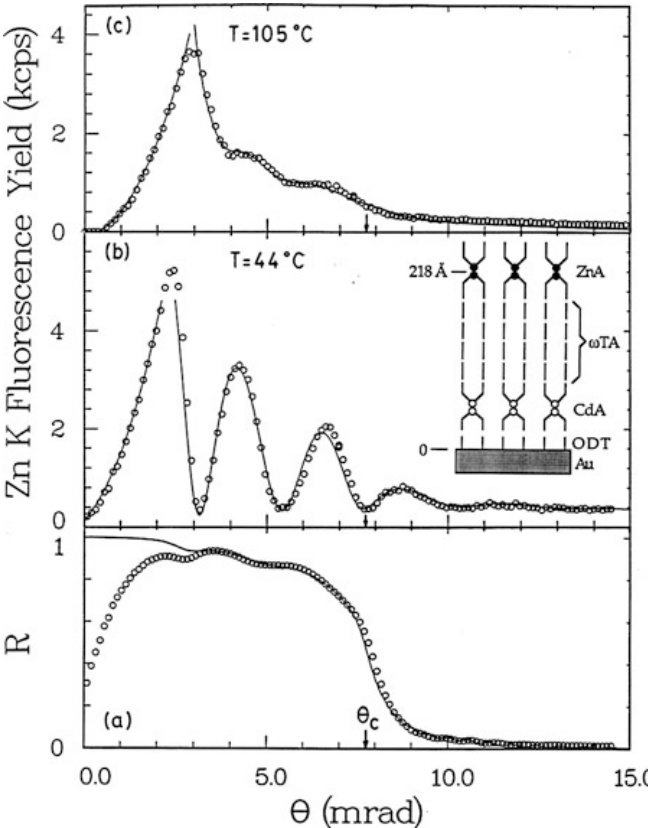 (c)
T=105 °C
4
2
0
Zn K Fluorescence Yield (kcps)
(b)
T=44 °C
4
2
0
218 Å
ZnA
ωTA
CdA
ODT
0
Au
1
R
0
(a)
θc
0.0
5.0
10.0
15.0
Θ (mrad)